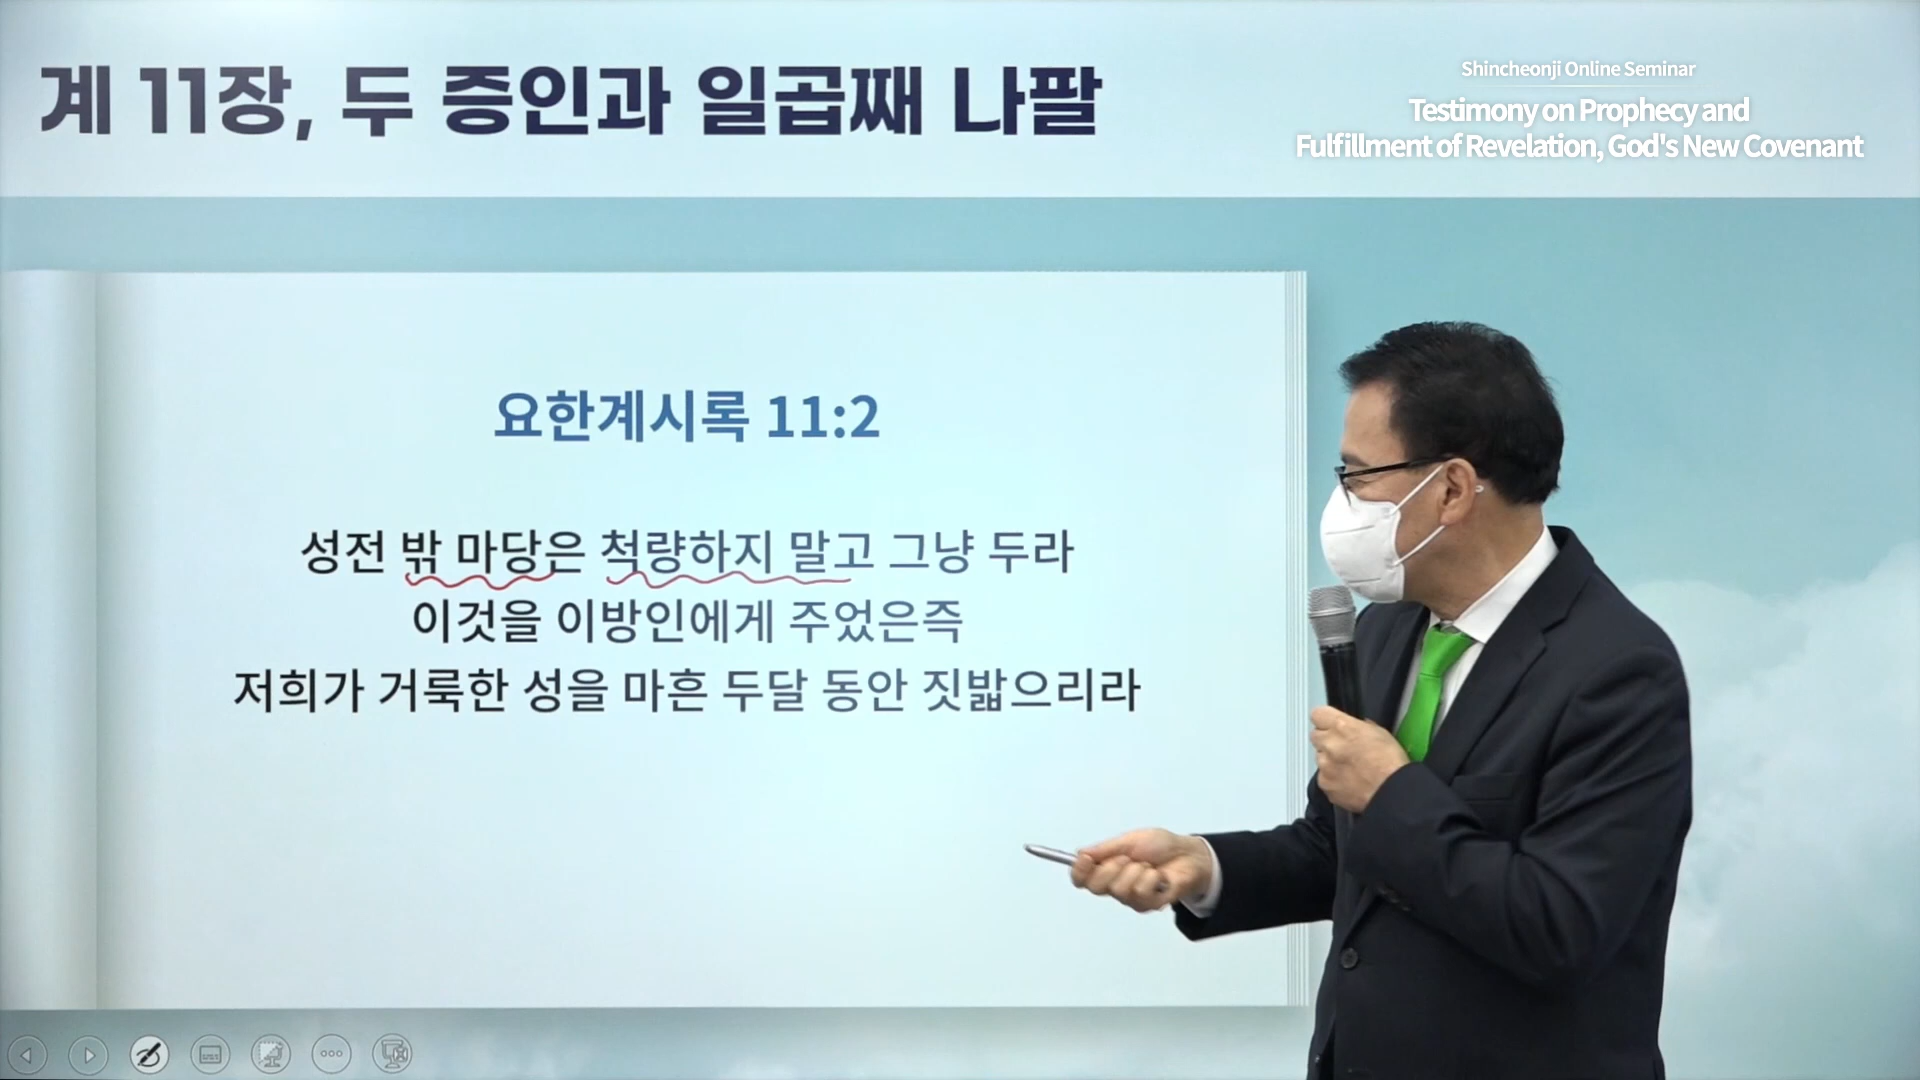 계 11장, 두 증인과 일곱째 나팔
Shincheonji Online Seminar
Testimony on Prophecy and
Fulfillment of Revelation, God's New Covenant
요한계시록 11:2
성전 밖 마당은 척량하지 말고 그냥 두라
이것을 이방인에게 주었은즉
저희가 거룩한 성을 마흔 두달 동안 짓밟으리라